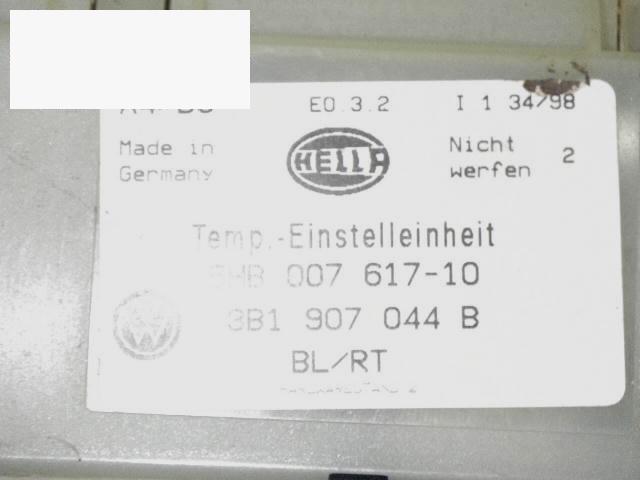 E0.3.2 I 1 34/98
Made in Germany
HELLA
Nicht werfen 2
Temp.-Einstelleinheit
5HB 007 617-10
3B1 907 044 B
BL/RT